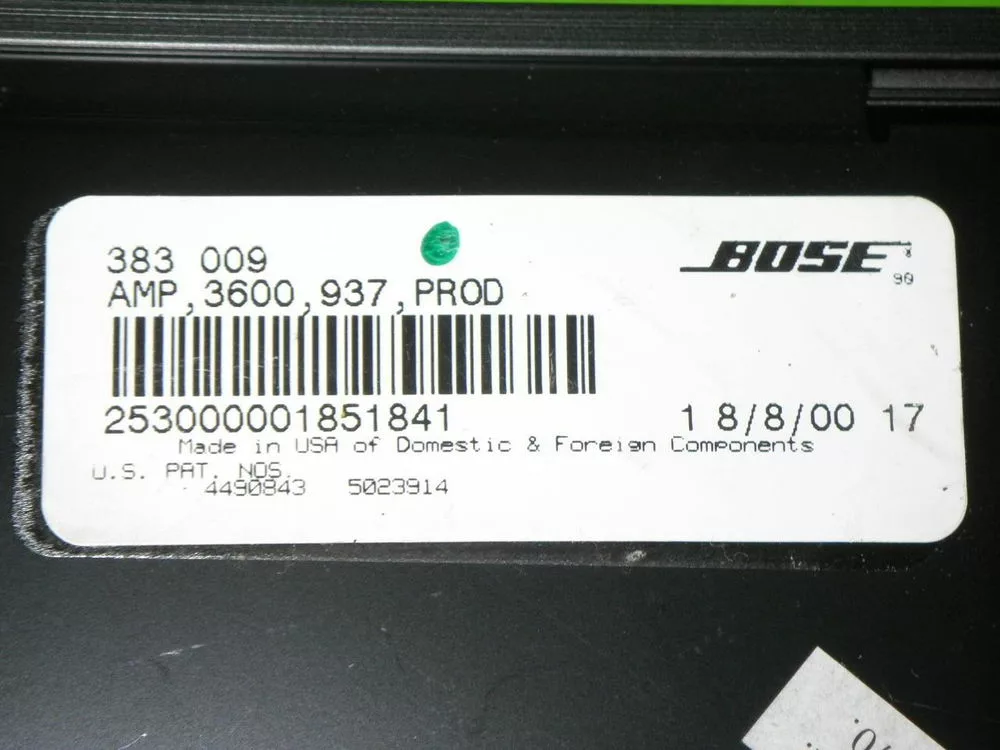 383 009
BOSE
90
AMP,3600,937,PROD
253000001851841
1 8/8/00 17
Made in USA of Domestic & Foreign Components
U.S. PAT. NOS.
4490843 5023914